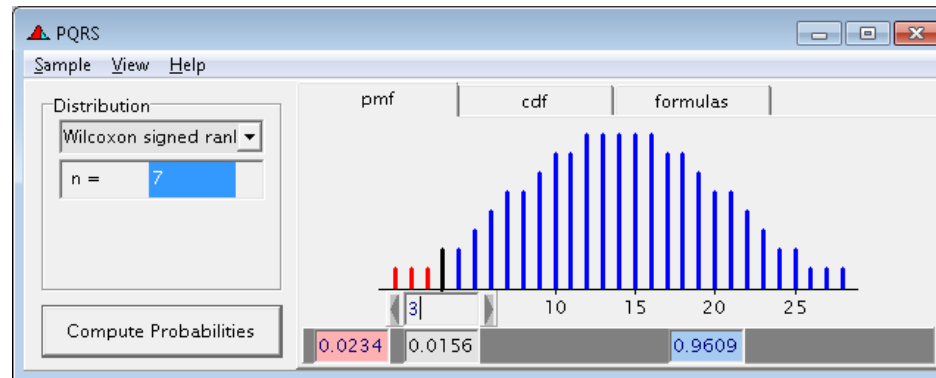 PQRS
Sample View Help
Distribution
Wilcoxon signed ranl
n = 7
Compute Probabilities
pmf cdf formulas
3 10 15 20 25
0.0234 0.0156 0.9609